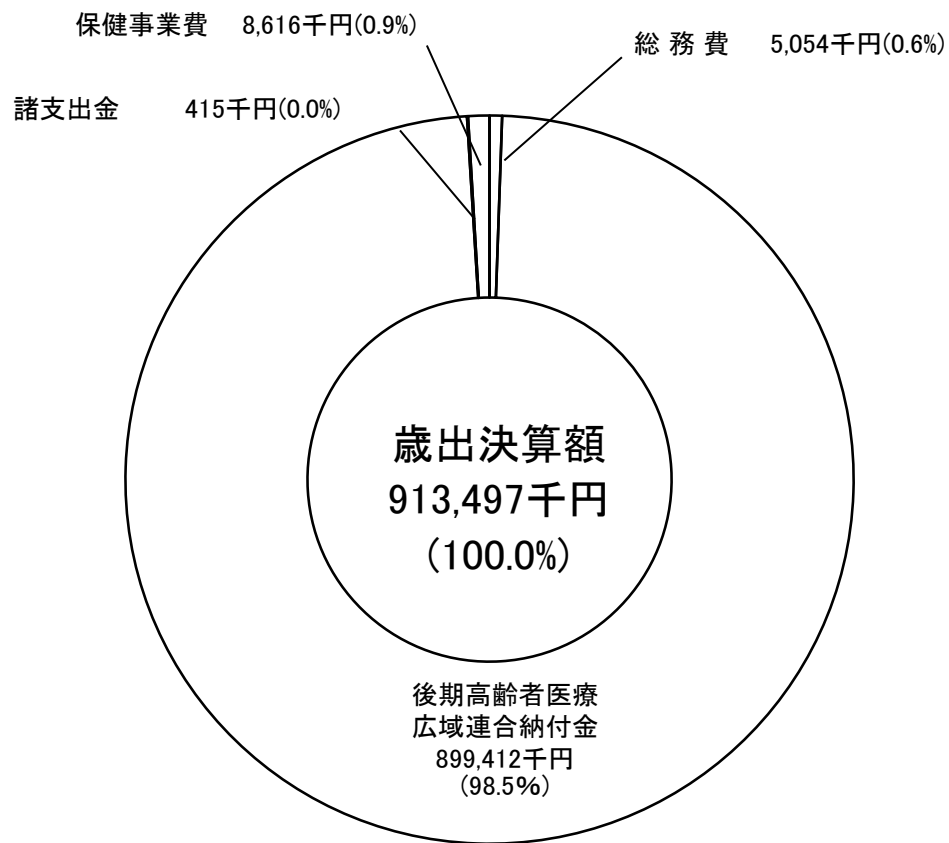 保健事業費 8,616千円(0.9%)
総 務 費 5,054千円(0.6%)
諸支出金 415千円(0.0%)
歳出決算額
913,497千円
(100.0%)
後期高齢者医療
広域連合納付金
899,412千円
(98.5%)